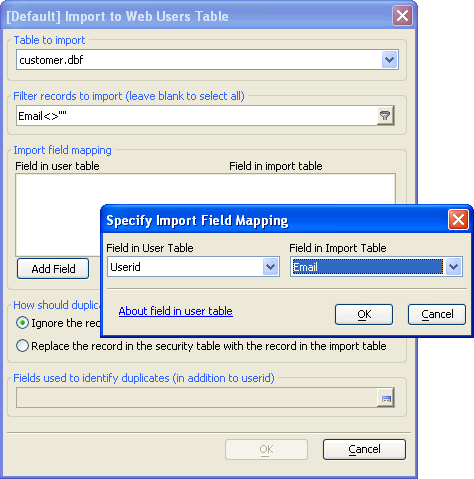 [Default] Import to Web Users Table
Table to import
customer.dbf
Filter records to import (leave blank to select all)
Email<>""
Import field mapping
Field in user table Field in import table
Specify Import Field Mapping
Field in User Table Field in Import Table
Userid Email
About field in user table
OK Cancel
Add Field
How should duplic
Ignore the rec
Replace the record in the security table with the record in the import table
Fields used to identify duplicates (in addition to userid)
OK Cancel